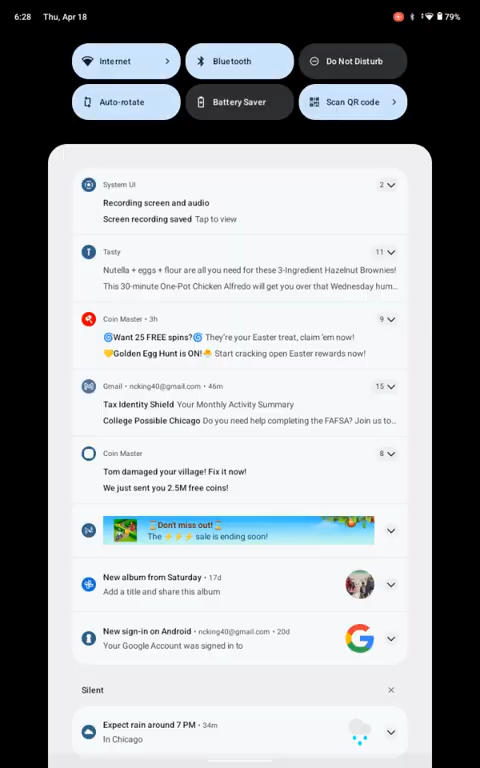 6:28 Thu, Apr 18 79%
Internet Bluetooth Do Not Disturb
Auto-rotate Battery Saver Scan QR code
System UI 2
Recording screen and audio
Screen recording saved Tap to view
Tasty 11
Nutella + eggs + flour are all you need for these 3-Ingredient Hazelnut Brownies!
This 30-minute One-Pot Chicken Alfredo will get you over that Wednesday hum...
Coin Master • 3h 9
🌀Want 25 FREE spins?🌀 They're your Easter treat, claim 'em now!
💛Golden Egg Hunt is ON!🐣 Start cracking open Easter rewards now!
Gmail • ncking40@gmail.com • 46m 15
Tax Identity Shield Your Monthly Activity Summary
College Possible Chicago Do you need help completing the FAFSA? Join us to...
Coin Master 8
Tom damaged your village! Fix it now!
We just sent you 2.5M free coins!
⏳Don't miss out!⏳
The ⚡⚡⚡ sale is ending soon!
New album from Saturday • 17d
Add a title and share this album
New sign-in on Android • ncking40@gmail.com • 20d
Your Google Account was signed in to
Silent
Expect rain around 7 PM • 34m
In Chicago